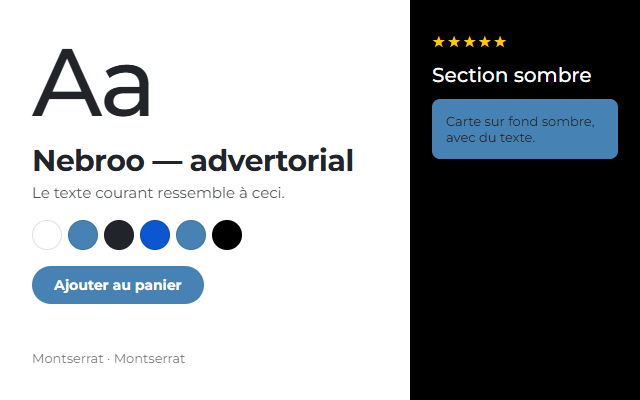 Aa
Nebroo — advertorial
Le texte courant ressemble à ceci.
Ajouter au panier
Montserrat · Montserrat
Section sombre
Carte sur fond sombre,
avec du texte.